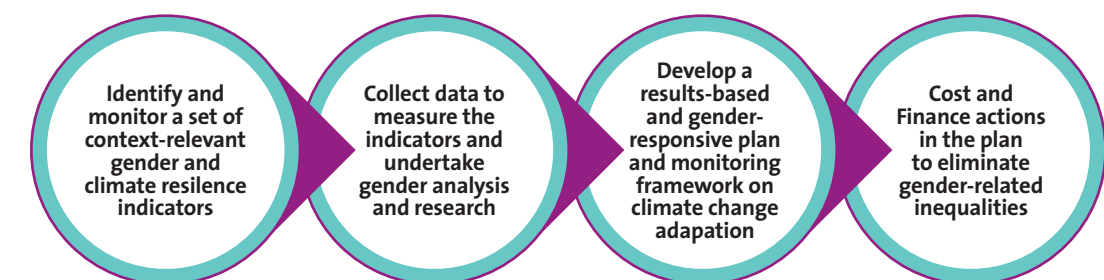 Identify and
monitor a set of
context-relevant
gender and
climate resilence
indicators
Collect data to
measure the
indicators and
undertake
gender analysis
and research
Develop a
results-based
and gender-
responsive plan
and monitoring
framework on
climate change
adapation
Cost and
Finance actions
in the plan
to eliminate
gender-related
inequalities